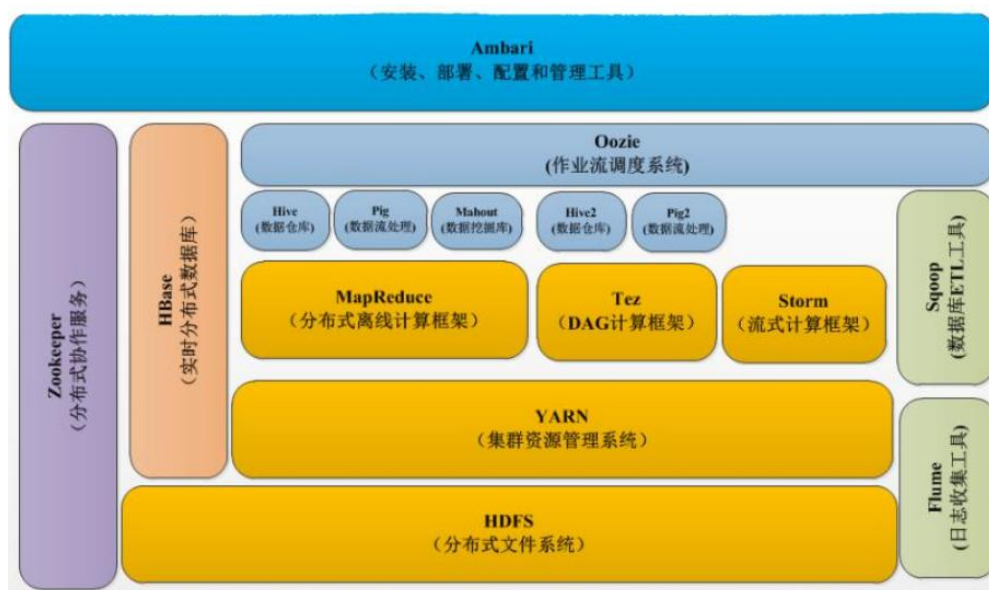 Ambari
（安装、部署、配置和管理工具）
Zookeeper
（分布式协作服务）
HBase
（实时分布式数据库）
Oozie
(作业流调度系统)
Hive
(数据仓库)
Pig
(数据流处理)
Mahout
(数据挖掘库)
Hive2
(数据仓库)
Pig2
(数据流处理)
MapReduce
（分布式离线计算框架）
Tez
（DAG计算框架）
Storm
（流式计算框架）
Sqoop
(数据库ETL工具)
YARN
（集群资源管理系统）
Flume
(日志收集工具)
HDFS
（分布式文件系统）